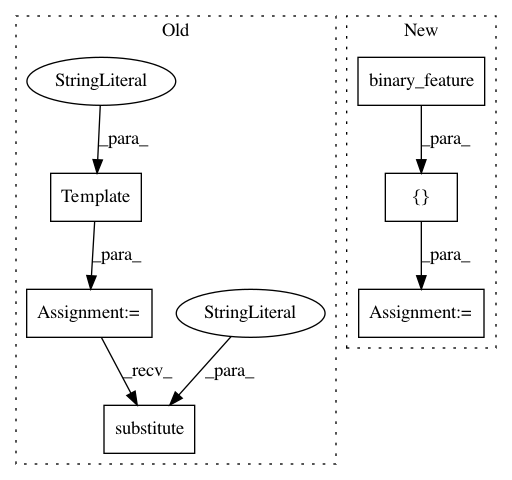 Old
New
StringLiteral
binary_feature
_para_
_para_
Template
{}
_para_
_para_
Assignment:=
StringLiteral
Assignment:=
_recv_
_para_
substitute